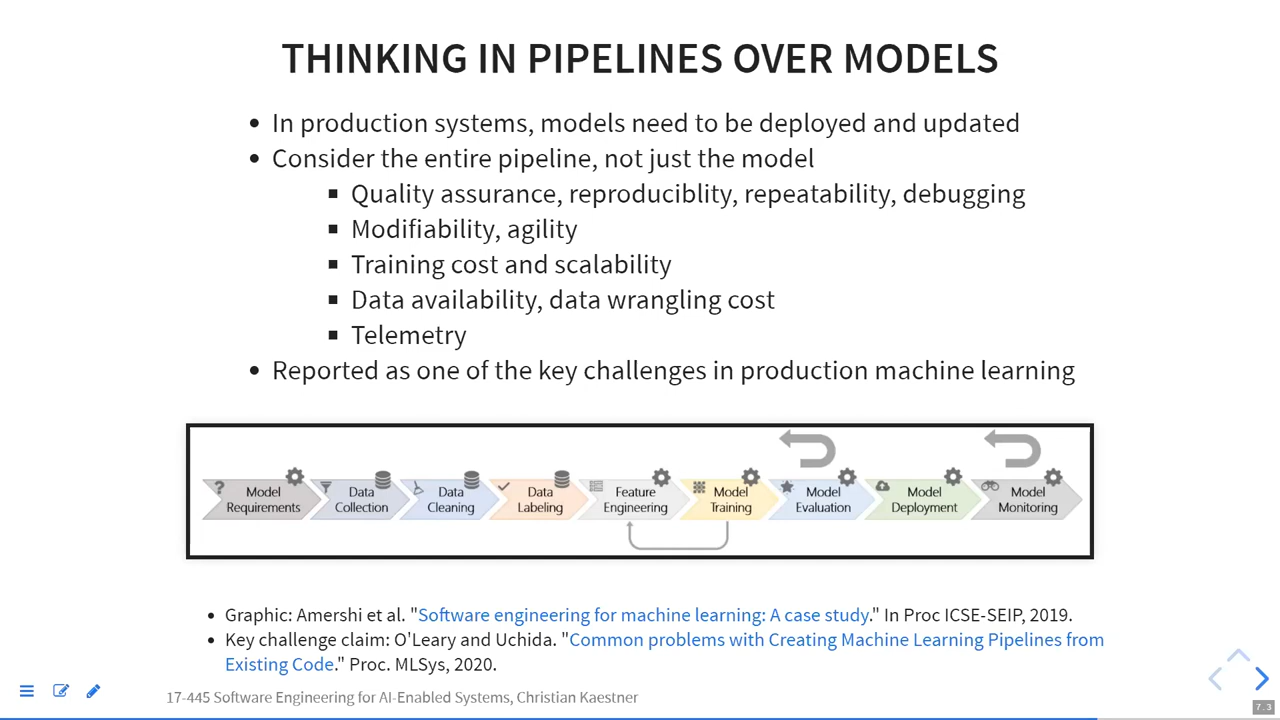 THINKING IN PIPELINES OVER MODELS
In production systems, models need to be deployed and updated
Consider the entire pipeline, not just the model
Quality assurance, reproduciblity, repeatability, debugging
Modifiability, agility
Training cost and scalability
Data availability, data wrangling cost
Telemetry
Reported as one of the key challenges in production machine learning
Model Requirements
Data Collection
Data Cleaning
Data Labeling
Feature Engineering
Model Training
Model Evaluation
Model Deployment
Model Monitoring
Graphic: Amershi et al. "Software engineering for machine learning: A case study." In Proc ICSE-SEIP, 2019.
Key challenge claim: O'Leary and Uchida. "Common problems with Creating Machine Learning Pipelines from
Existing Code." Proc. MLSys, 2020.
17-445 Software Engineering for AI-Enabled Systems, Christian Kaestner
7.3